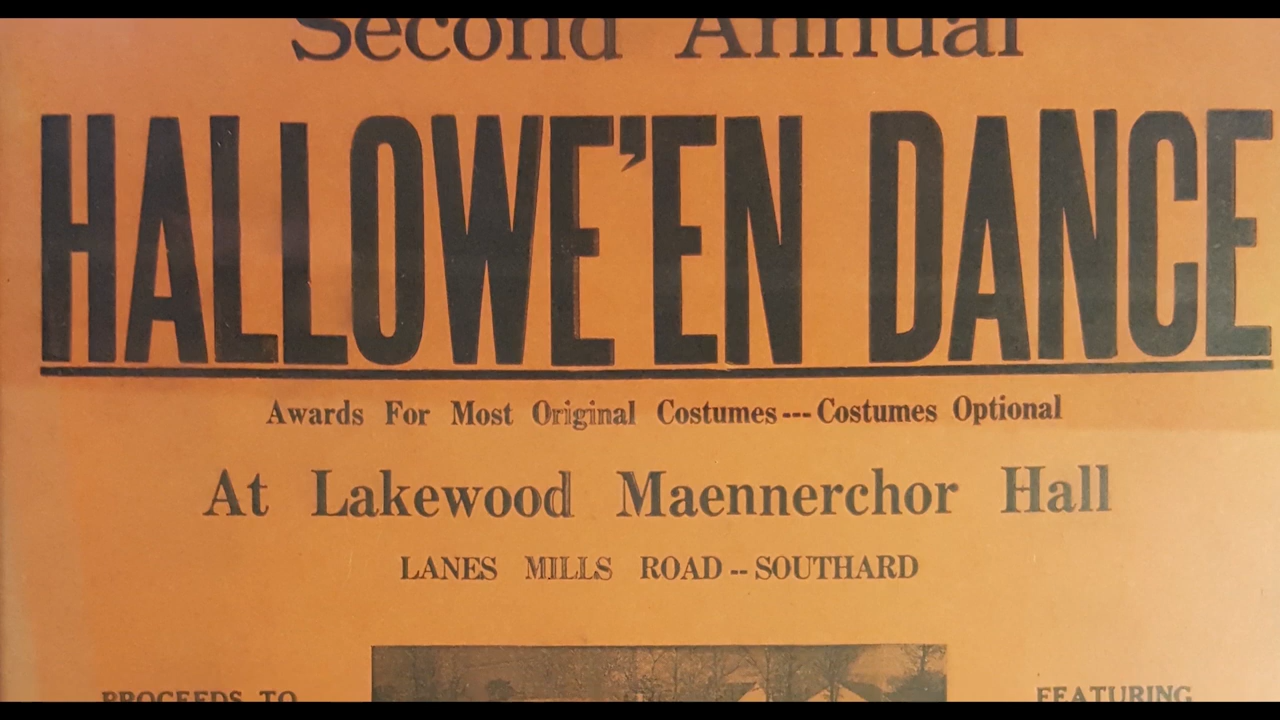 Second Annual
HALLOWE'EN DANCE
Awards For Most Original Costumes---Costumes Optional
At Lakewood Maennerchor Hall
LANES MILLS ROAD--SOUTHARD
PROCEEDS TO
FEATURING